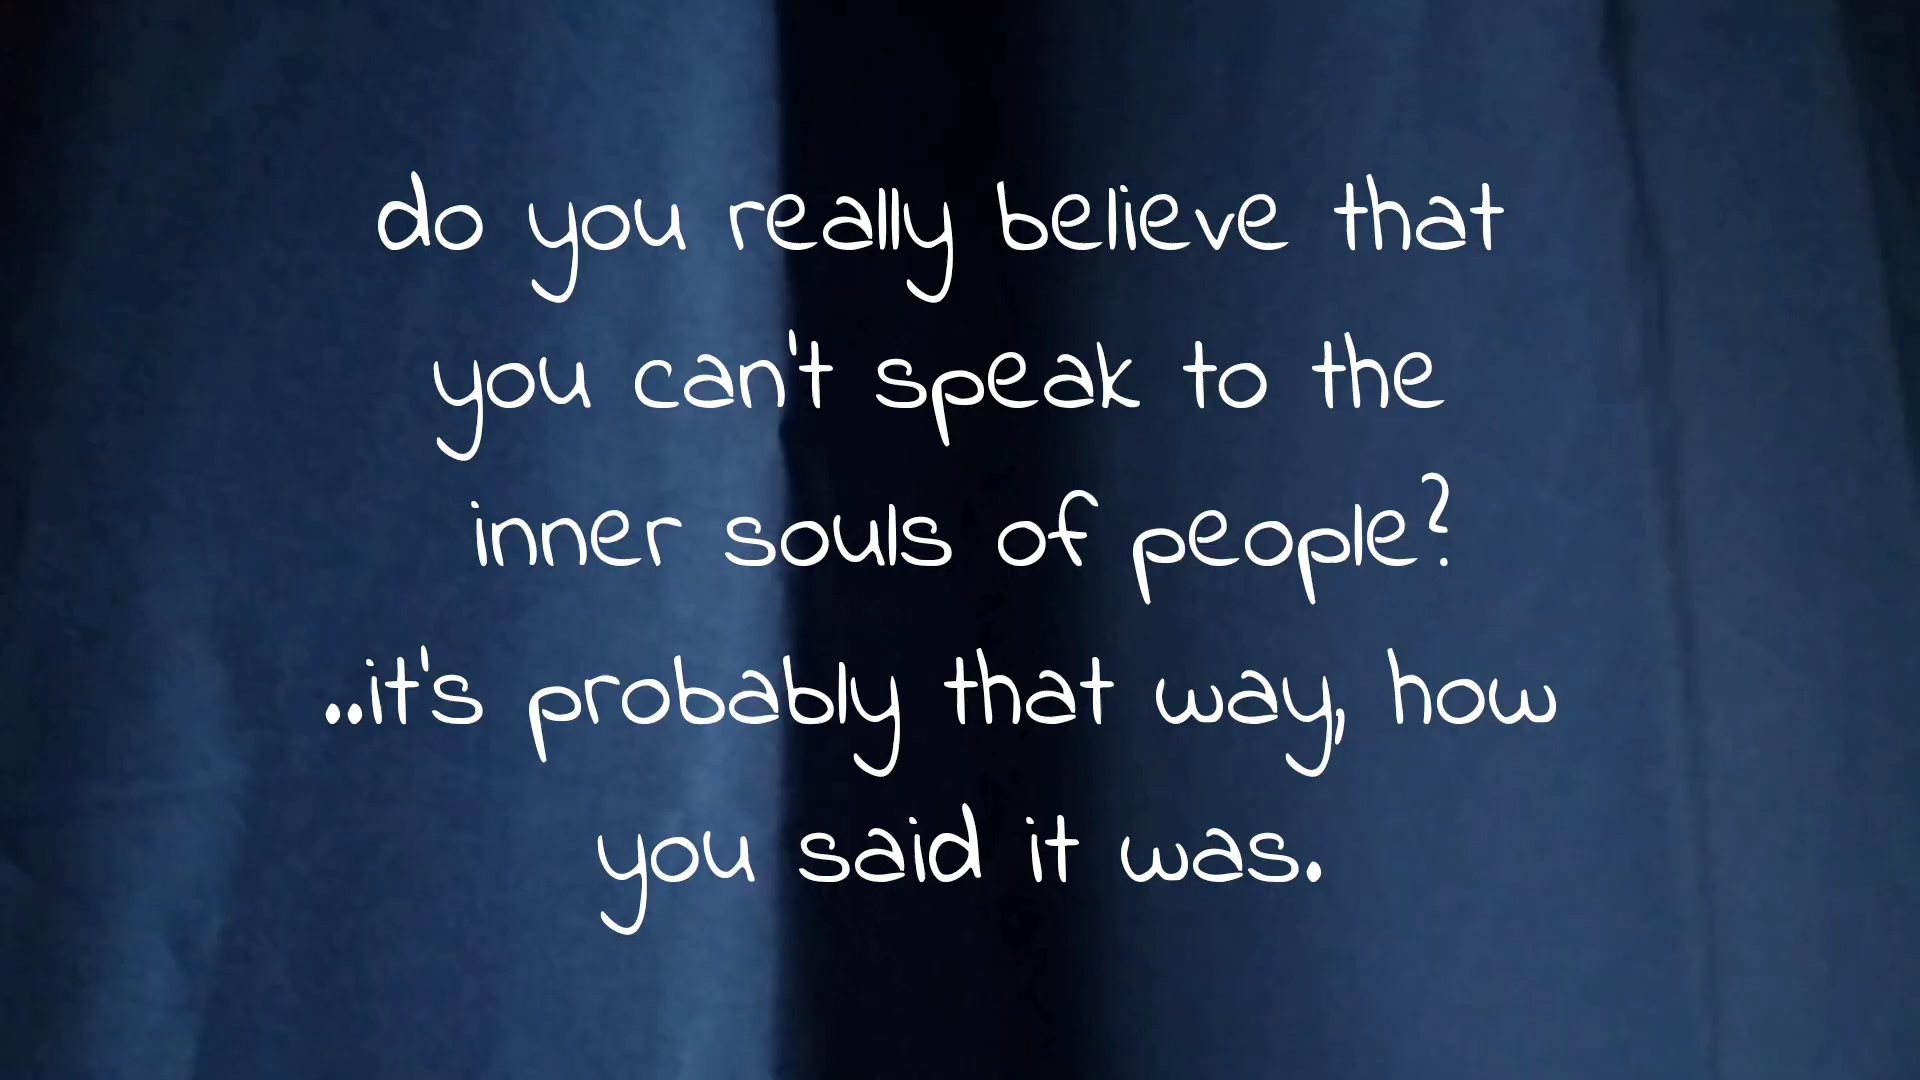 do you really believe that
you can't speak to the
inner souls of people?
..it's probably that way, how
you said it was.